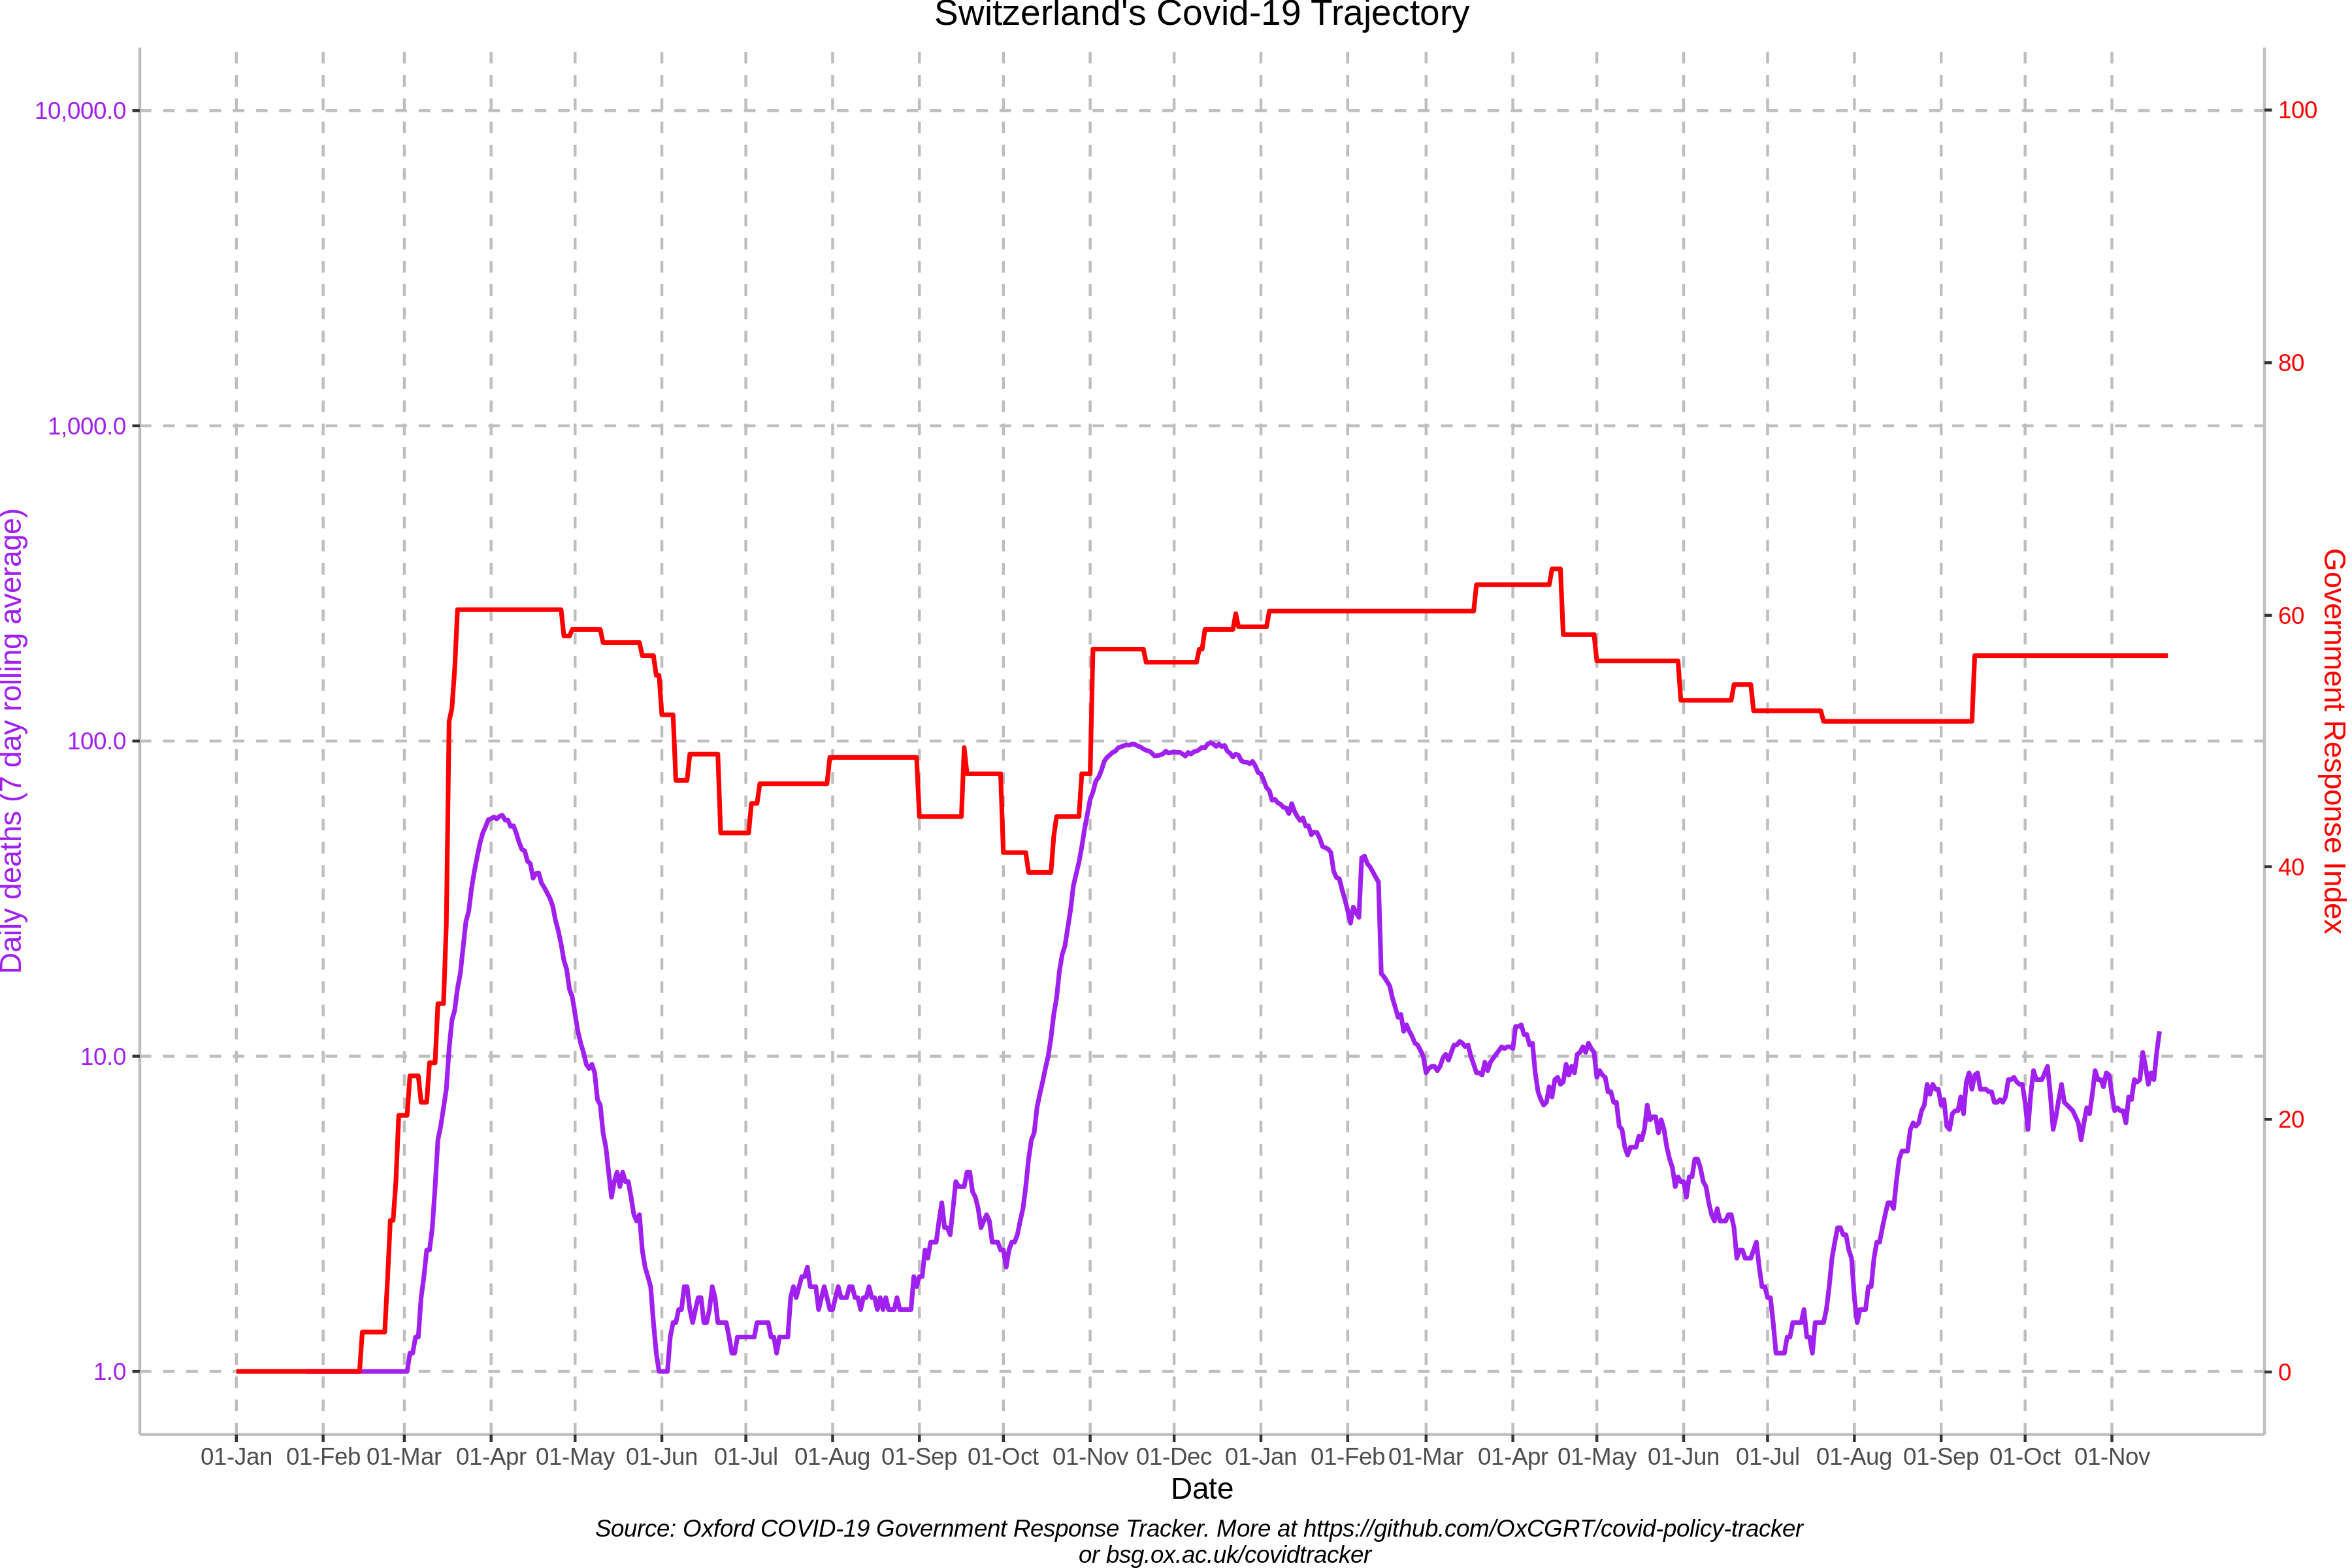 Switzerland's Covid-19 Trajectory
10,000.0
1,000.0
100.0
10.0
1.0
Daily deaths (7 day rolling average)
100
80
60
40
20
0
Government Response Index
01-Jan 01-Feb 01-Mar 01-Apr 01-May 01-Jun 01-Jul 01-Aug 01-Sep 01-Oct 01-Nov 01-Dec 01-Jan 01-Feb 01-Mar 01-Apr 01-May 01-Jun 01-Jul 01-Aug 01-Sep 01-Oct 01-Nov
Date
Source: Oxford COVID-19 Government Response Tracker. More at https://github.com/OxCGRT/covid-policy-tracker
or bsg.ox.ac.uk/covidtracker